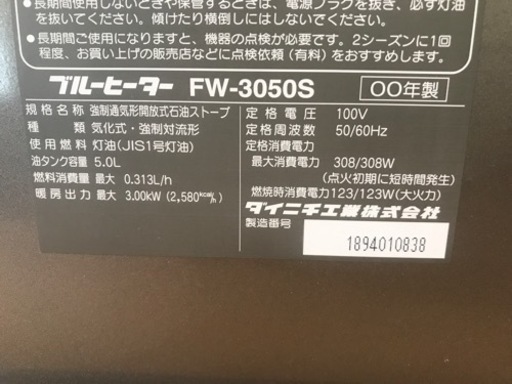 ●長期間使用しないときや保管するときは、電源プラグを抜き、必ず灯油
を抜いてください。傾けたり横倒しにはしないでください。
●長期間ご使用になりますと、機器の点検が必要です。2シーズンに1回
程度、お買い上げの販売店などに点検依頼(有料)をおすすめします。
ブルーヒーター FW-3050S 〇〇年製
規格名称 強制通気形開放式石油ストーブ
種類 気化式・強制対流形
使用燃料 灯油(JIS1号灯油)
油タンク容量 5.0L
燃料消費量 最大 0.313L/h
暖房出力 最大 3.00kW(2,580kcal/h)
定格電圧 100V
定格周波数 50/60Hz
定格消費電力
最大消費電力 308/308W
(点火初期に短時間発生)
燃焼時消費電力 123/123W(大火力)
ダイニチ工業株式会社
製造番号 1894010838